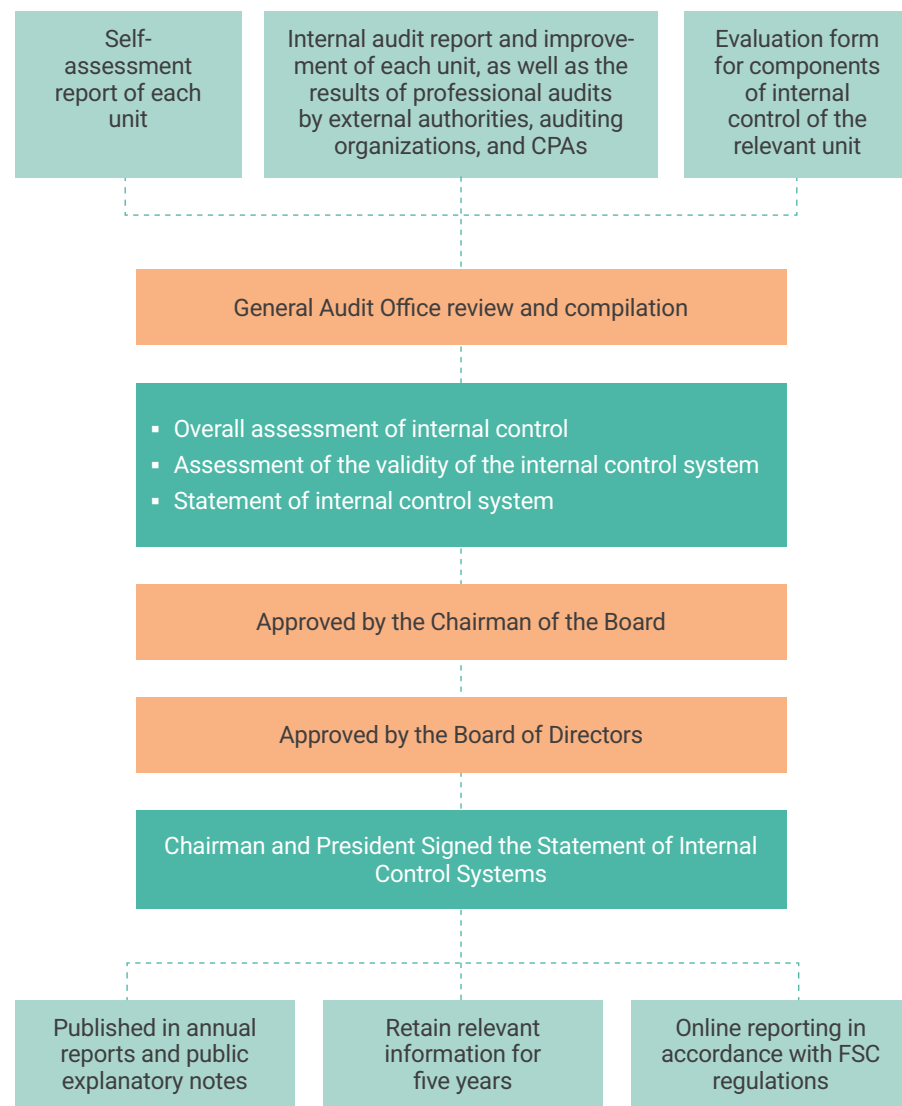 Self-
assessment
report of each
unit
Internal audit report and improve-
ment of each unit, as well as the
results of professional audits
by external authorities, auditing
organizations, and CPAs
Evaluation form
for components
of internal
control of the
relevant unit
General Audit Office review and compilation
▪ Overall assessment of internal control
▪ Assessment of the validity of the internal control system
▪ Statement of internal control system
Approved by the Chairman of the Board
Approved by the Board of Directors
Chairman and President Signed the Statement of Internal
Control Systems
Published in annual
reports and public
explanatory notes
Retain relevant
information for
five years
Online reporting in
accordance with FSC
regulations